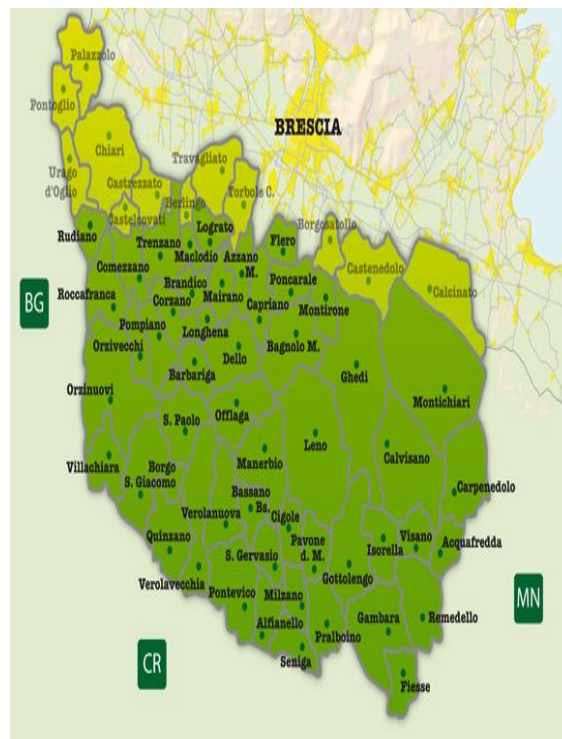 Palazzolo
Pontoglio
BRESCIA
Chiari
Travagliato
Urago
d'Oglio
Castrezzato
Berlingo
Torbole C.
Castelcovati
Borgosatollo
Rudiano
Lograto
Trenzano
Maclodio
Azzano
M.
Flero
Castenedolo
Comezzano
Calcinato
BG
Roccafranca
Brandico
Mairano
Poncarale
Corzano
Capriano
Montirone
Pompiano
Longhena
Orzivecchi
Dello
Bagnolo M.
Barbariga
Ghedi
Orzinuovi
Montichiari
S. Paolo
Offlaga
Leno
Villachiara
Borgo
S. Giacomo
Manerbio
Calvisano
Bassano
Bs.
Carpenedolo
Verolanuova
Cigole
Quinzano
Pavone
d. M.
Isorella
Visano
Acquafredda
S. Gervasio
Verolavecchia
Gottolengo
Pontevico
Milzano
MN
Alfianello
Pralboino
Gambara
Remedello
CR
Seniga
Fiesse